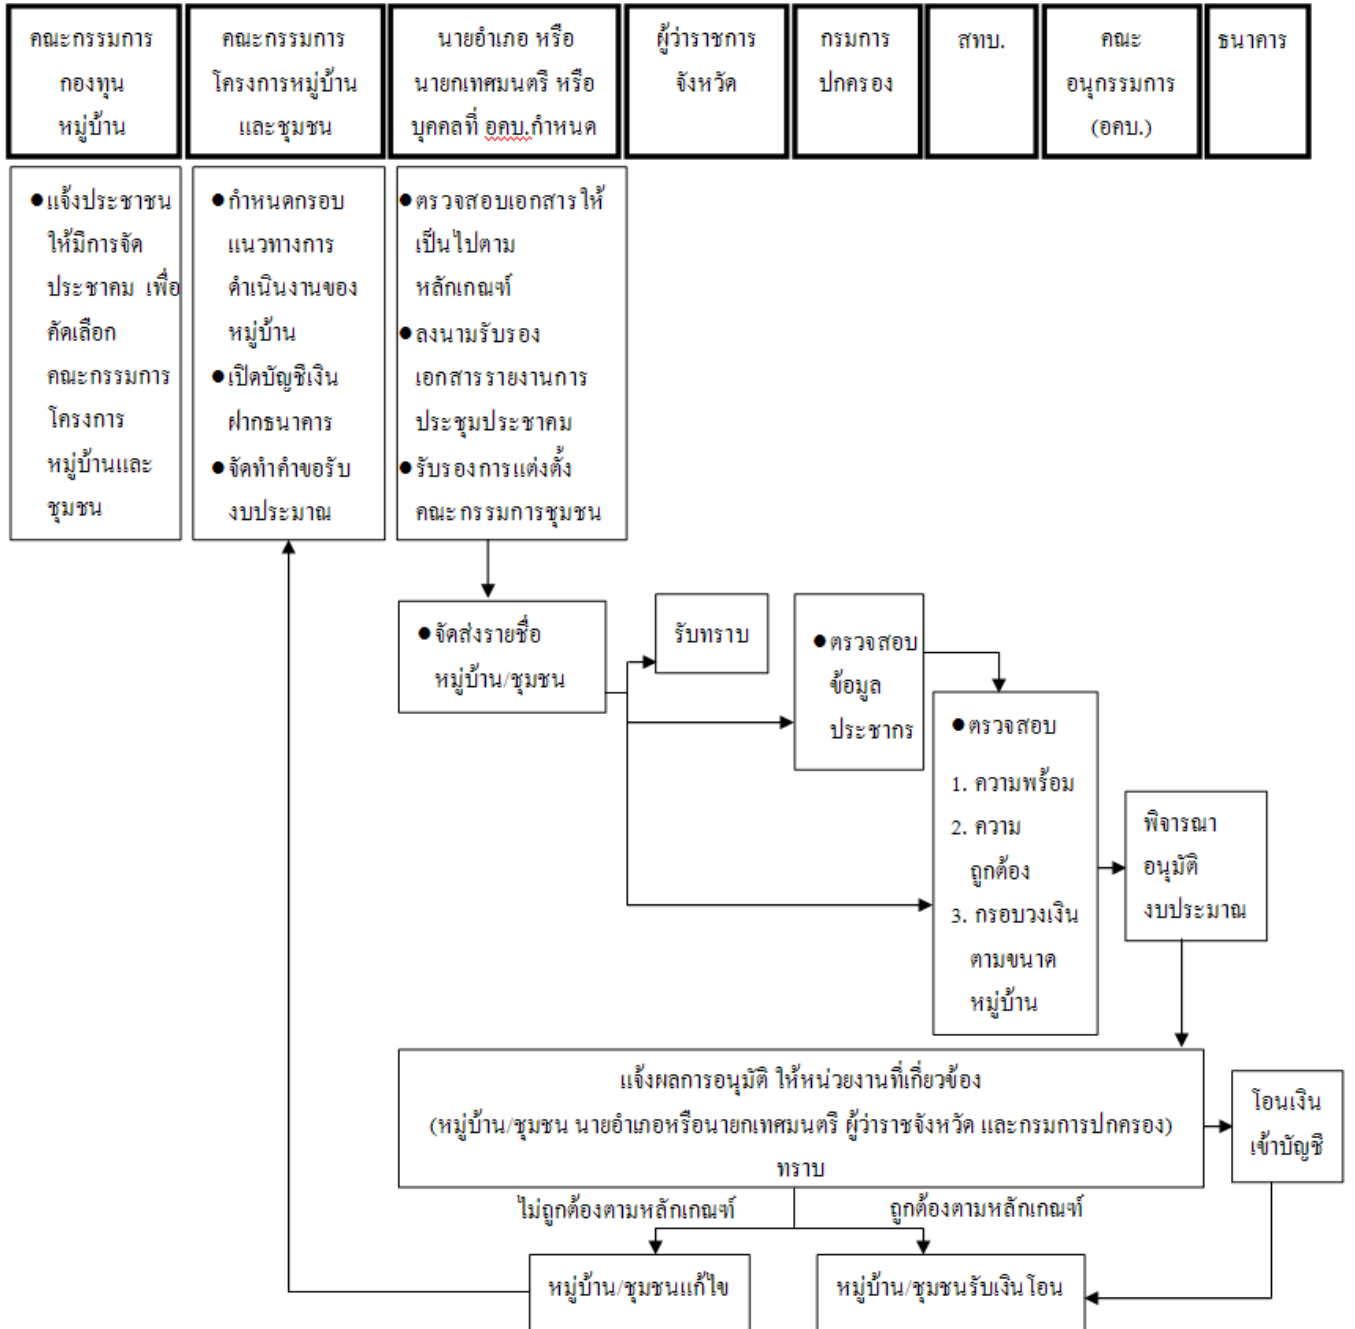 คณะกรรมการ
กองทุน
หมู่บ้าน
คณะกรรมการ
โครงการหมู่บ้าน
และชุมชน
นายอำเภอ หรือ
นายกเทศมนตรี หรือ
บุคคลที่ อคบ.กำหนด
ผู้ว่าราชการ
จังหวัด
กรมการ
ปกครอง
สทบ.
คณะ
อนุกรรมการ
(อคบ.)
ธนาคาร
●แจ้งประชาชน
ให้มีการจัด
ประชาคม เพื่อ
คัดเลือก
คณะกรรมการ
โครงการ
หมู่บ้านและ
ชุมชน
●กำหนดกรอบ
แนวทางการ
ดำเนินงานของ
หมู่บ้าน
●เปิดบัญชีเงิน
ฝากธนาคาร
●จัดทำคำขอรับ
งบประมาณ
●ตรวจสอบเอกสารให้
เป็นไปตาม
หลักเกณฑ์
●ลงนามรับรอง
เอกสารรายงานการ
ประชุมประชาคม
●รับรองการแต่งตั้ง
คณะกรรมการชุมชน
●จัดส่งรายชื่อ
หมู่บ้าน/ชุมชน
รับทราบ
●ตรวจสอบ
ข้อมูล
ประชากร
●ตรวจสอบ
1. ความพร้อม
2. ความ
ถูกต้อง
3. กรอบวงเงิน
ตามขนาด
หมู่บ้าน
พิจารณา
อนุมัติ
งบประมาณ
แจ้งผลการอนุมัติ ให้หน่วยงานที่เกี่ยวข้อง
(หมู่บ้าน/ชุมชน นายอำเภอหรือนายกเทศมนตรี ผู้ว่าราชจังหวัด และกรมการปกครอง)
ทราบ
โอนเงิน
เข้าบัญชี
ไม่ถูกต้องตามหลักเกณฑ์
ถูกต้องตามหลักเกณฑ์
หมู่บ้าน/ชุมชนแก้ไข
หมู่บ้าน/ชุมชนรับเงินโอน